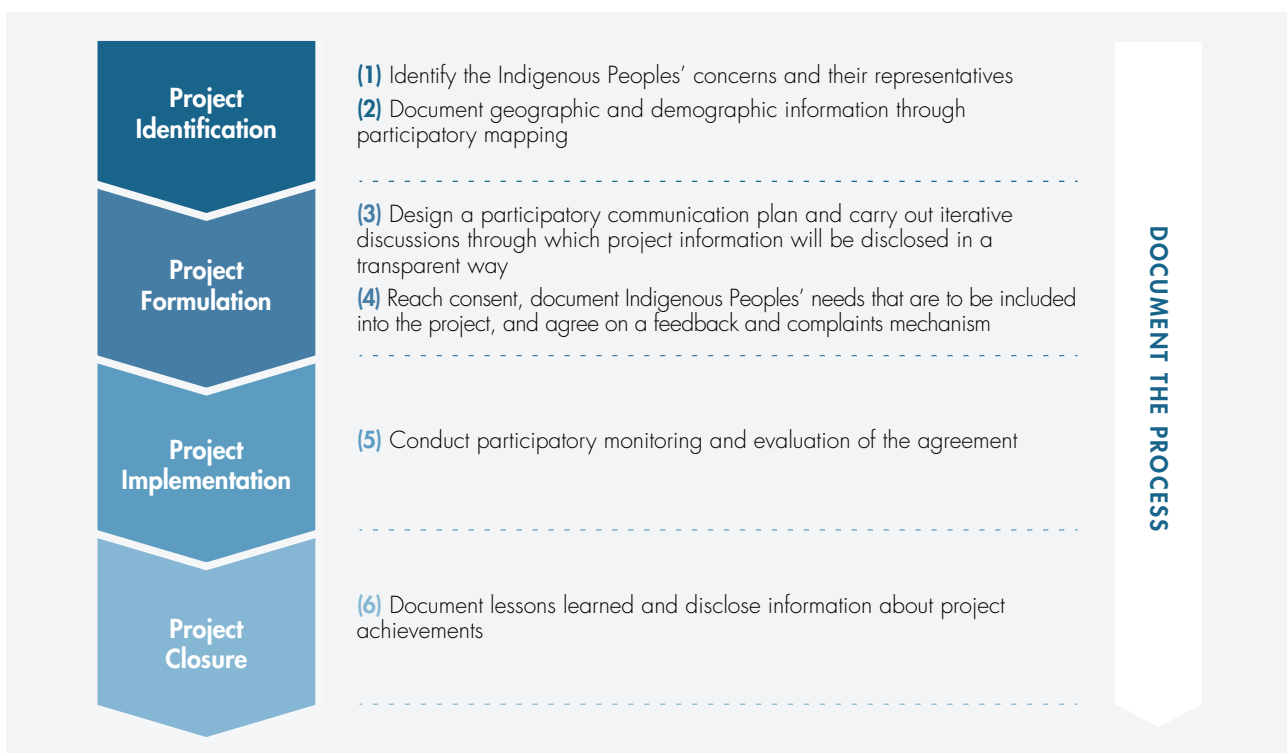 Project
Identification
(1) Identify the Indigenous Peoples’ concerns and their representatives
(2) Document geographic and demographic information through
participatory mapping
Project
Formulation
(3) Design a participatory communication plan and carry out iterative
discussions through which project information will be disclosed in a
transparent way
(4) Reach consent, document Indigenous Peoples’ needs that are to be included
into the project, and agree on a feedback and complaints mechanism
Project
Implementation
(5) Conduct participatory monitoring and evaluation of the agreement
Project
Closure
(6) Document lessons learned and disclose information about project
achievements
DOCUMENT THE PROCESS